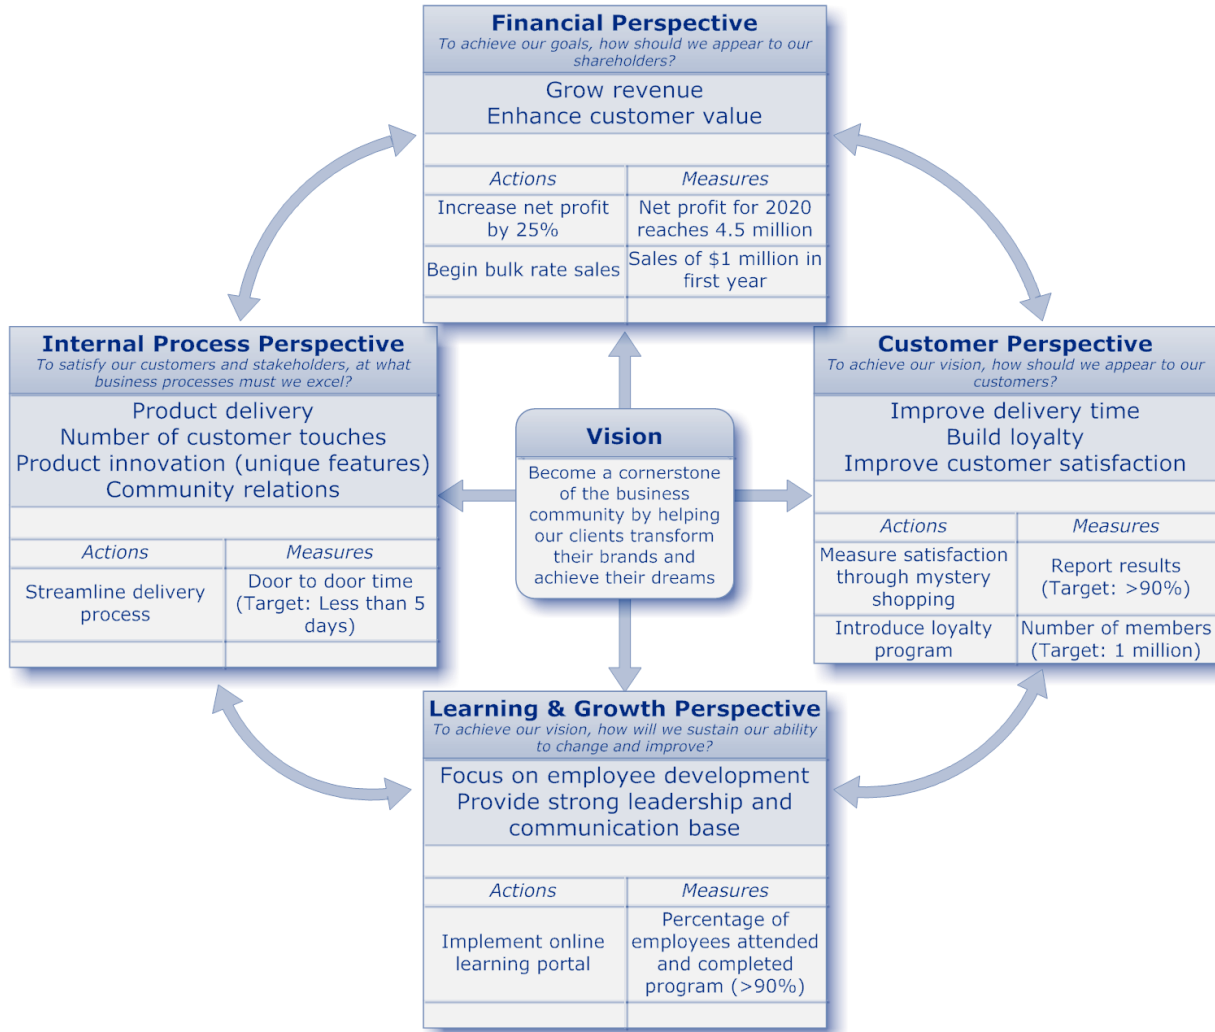 Financial Perspective
To achieve our goals, how should we appear to our
shareholders?
Grow revenue
Enhance customer value
Actions
Measures
Increase net profit
by 25%
Net profit for 2020
reaches 4.5 million
Begin bulk rate sales
Sales of $1 million in
first year
Internal Process Perspective
To satisfy our customers and stakeholders, at what
business processes must we excel?
Product delivery
Number of customer touches
Product innovation (unique features)
Community relations
Actions
Measures
Streamline delivery
process
Door to door time
(Target: Less than 5
days)
Vision
Become a cornerstone
of the business
community by helping
our clients transform
their brands and
achieve their dreams
Customer Perspective
To achieve our vision, how should we appear to our
customers?
Improve delivery time
Build loyalty
Improve customer satisfaction
Actions
Measures
Measure satisfaction
through mystery
shopping
Report results
(Target: >90%)
Introduce loyalty
program
Number of members
(Target: 1 million)
Learning & Growth Perspective
To achieve our vision, how will we sustain our ability
to change and improve?
Focus on employee development
Provide strong leadership and
communication base
Actions
Measures
Implement online
learning portal
Percentage of
employees attended
and completed
program (>90%)